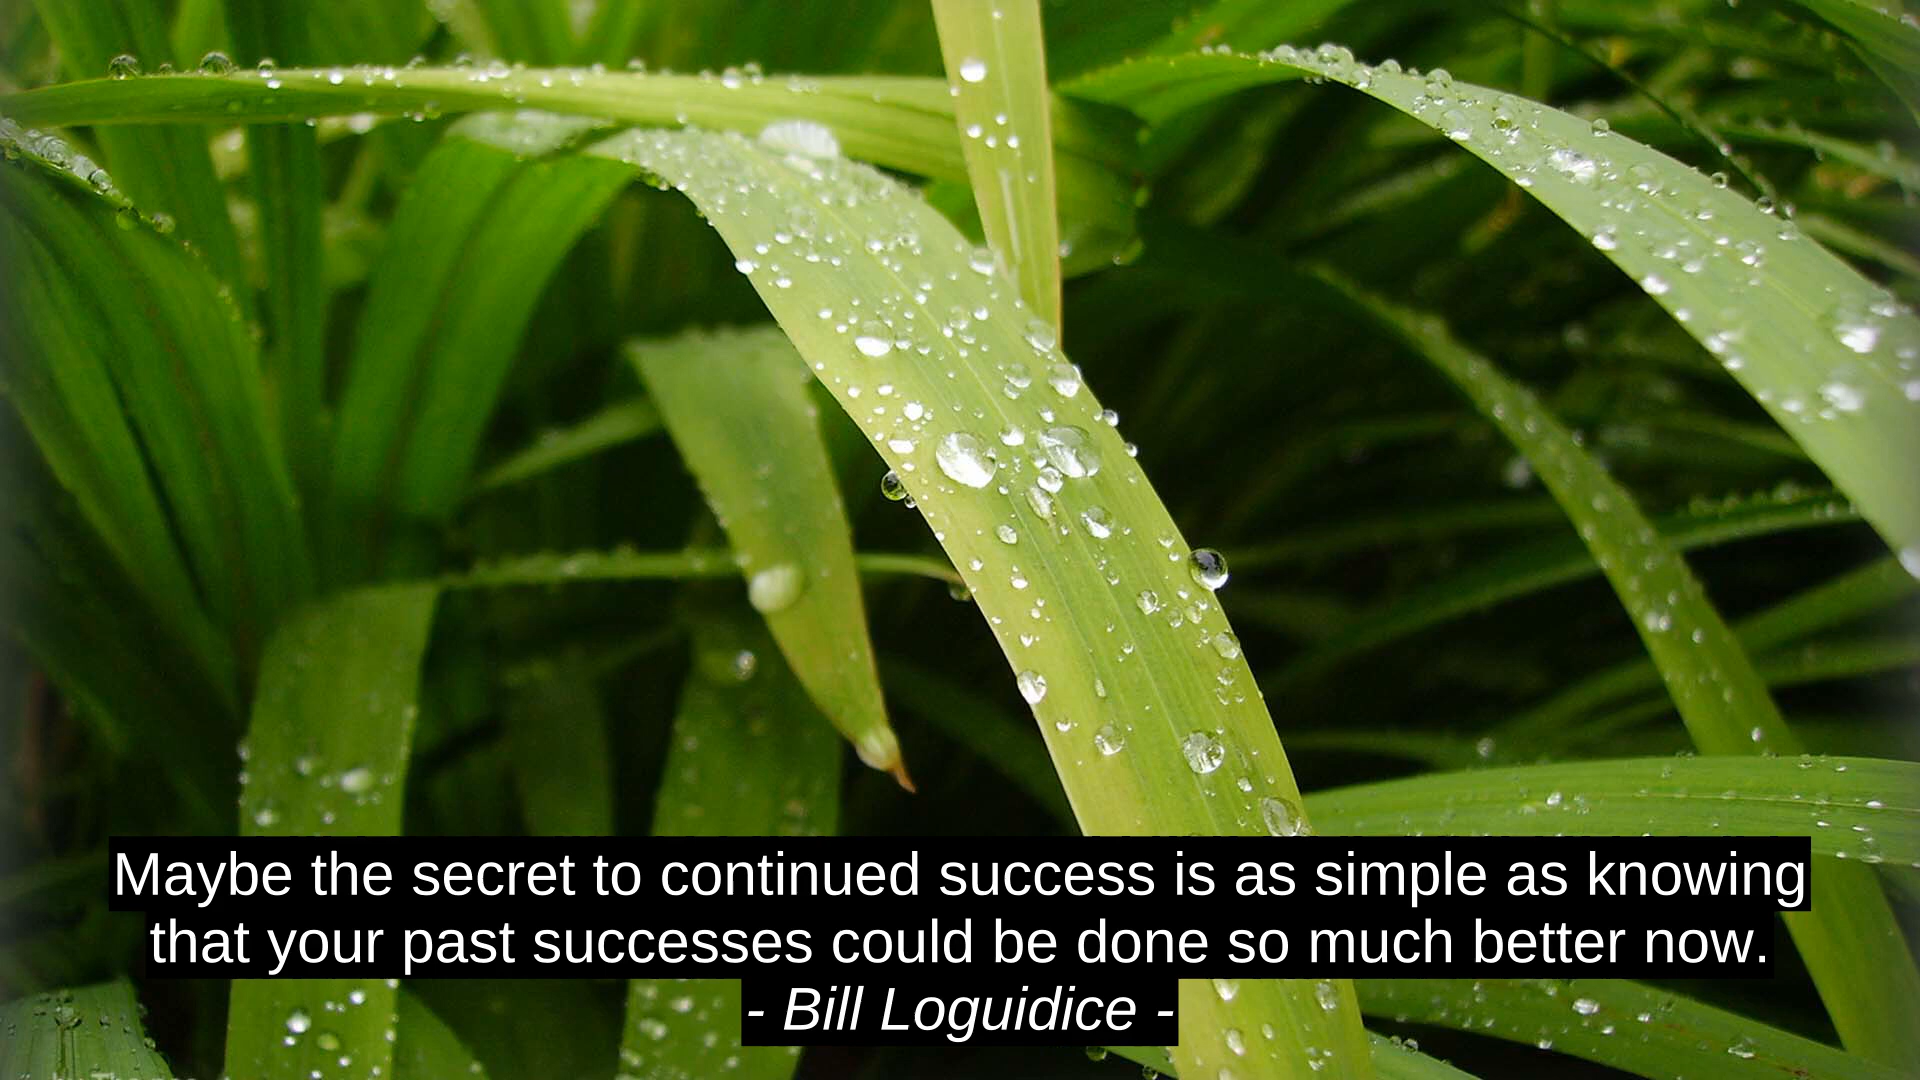 Maybe the secret to continued success is as simple as knowing
that your past successes could be done so much better now.
- Bill Loguidice -